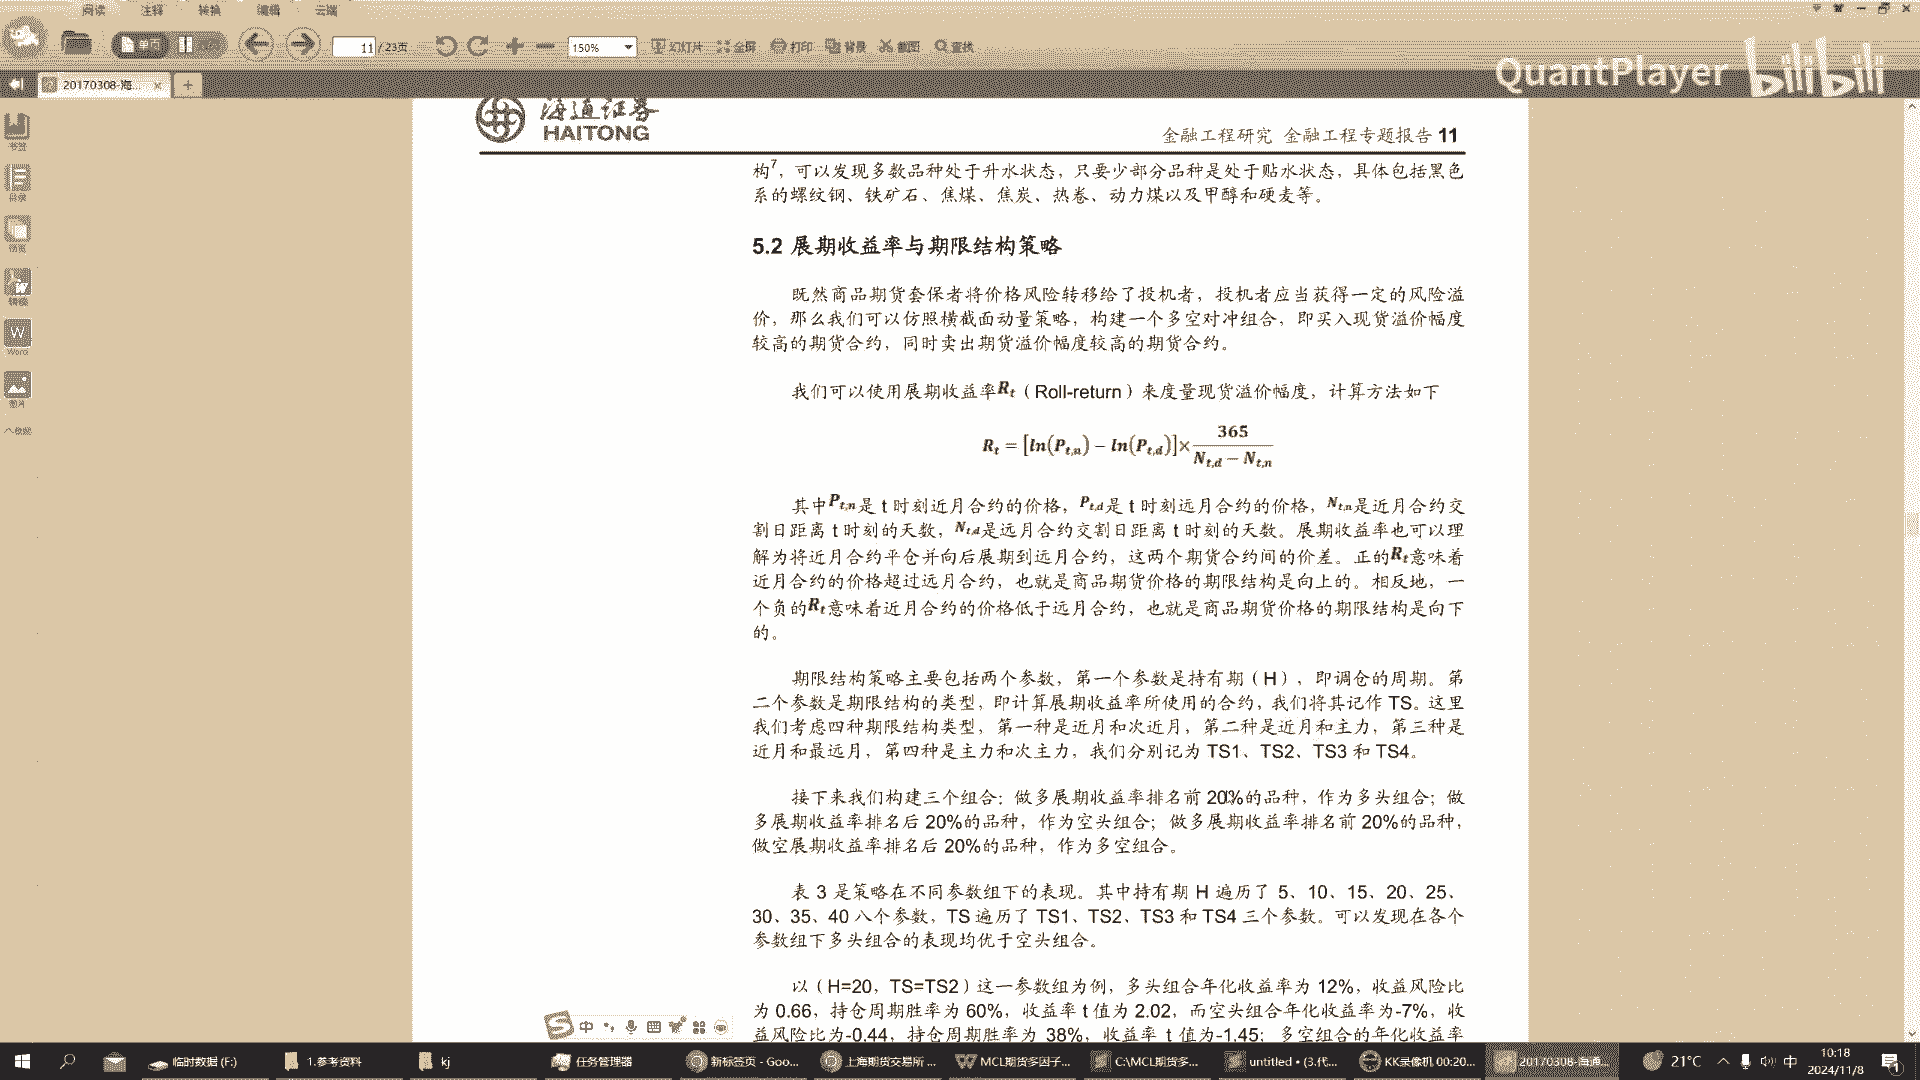 阅读 注释 转换 编辑 云端
单页
11 / 23页
150%
幻灯片 全屏 打印 背景 截图 查找
20170308-海...
QuantPlayer bilibili
书签
目录
转换
Word
图片
海通证券
HAITONG
金融工程研究 金融工程专题报告 11
构7，可以发现多数品种处于升水状态，只要少部分品种是处于贴水状态，具体包括黑色
系的螺纹钢、铁矿石、焦煤、焦炭、热卷、动力煤以及甲醇和硬麦等。
5.2 展期收益率与期限结构策略
既然商品期货套保者将价格风险转移给了投机者，投机者应当获得一定的风险溢
价，那么我们可以仿照横截面动量策略，构建一个多空对冲组合，即买入现货溢价幅度
较高的期货合约，同时卖出期货溢价幅度较高的期货合约。
我们可以使用展期收益率Rt（Roll-return）来度量现货溢价幅度，计算方法如下
Rt = [ln(Pt,n) − ln(Pt,d)]× 365 / (Nt,d − Nt,n)
其中Pt,n是 t 时刻近月合约的价格，Pt,d是 t 时刻远月合约的价格，Nt,n是近月合约交
割日距离 t 时刻的天数，Nt,d是远月合约交割日距离 t 时刻的天数。展期收益率也可以理
解为将近月合约平仓并向后展期到远月合约，这两个期货合约间的价差。正的Rt意味着
近月合约的价格超过远月合约，也就是商品期货价格的期限结构是向上的。相反地，一
个负的Rt意味着近月合约的价格低于远月合约，也就是商品期货价格的期限结构是向下
的。
期限结构策略主要包括两个参数，第一个参数是持有期（H），即调仓的周期。第
二个参数是期限结构的类型，即计算展期收益率所使用的合约，我们将其记作 TS。这里
我们考虑四种期限结构类型，第一种是近月和次近月，第二种是近月和主力，第三种是
近月和最远月，第四种是主力和次主力，我们分别记为 TS1、TS2、TS3 和 TS4。
接下来我们构建三个组合：做多展期收益率排名前 20%的品种，作为多头组合；做
多展期收益率排名后 20%的品种，作为空头组合；做多展期收益率排名前 20%的品种，
做空展期收益率排名后 20%的品种，作为多空组合。
表 3 是策略在不同参数组下的表现。其中持有期 H 遍历了 5、10、15、20、25、
30、35、40 八个参数，TS 遍历了 TS1、TS2、TS3 和 TS4 三个参数。可以发现在各个
参数组下多头组合的表现均优于空头组合。
以（H=20，TS=TS2）这一参数组为例，多头组合年化收益率为 12%，收益风险比
为 0.66，持仓周期胜率为 60%，收益率 t 值为 2.02，而空头组合年化收益率为-7%，收
益风险比为-0.44，持仓周期胜率为 38%，收益率 t 值为-1.45；多空组合的年化收益率
中
临时数据 (F:) 1.参考资料 kj 任务管理器 新标签页 - Goo... 上海期货交易所 ... MCL期货多因子... C:\MCL期货多... untitled • (3.代... KK录像机 00:20... 20170308-海通... 21°C 中 10:18
2024/11/8